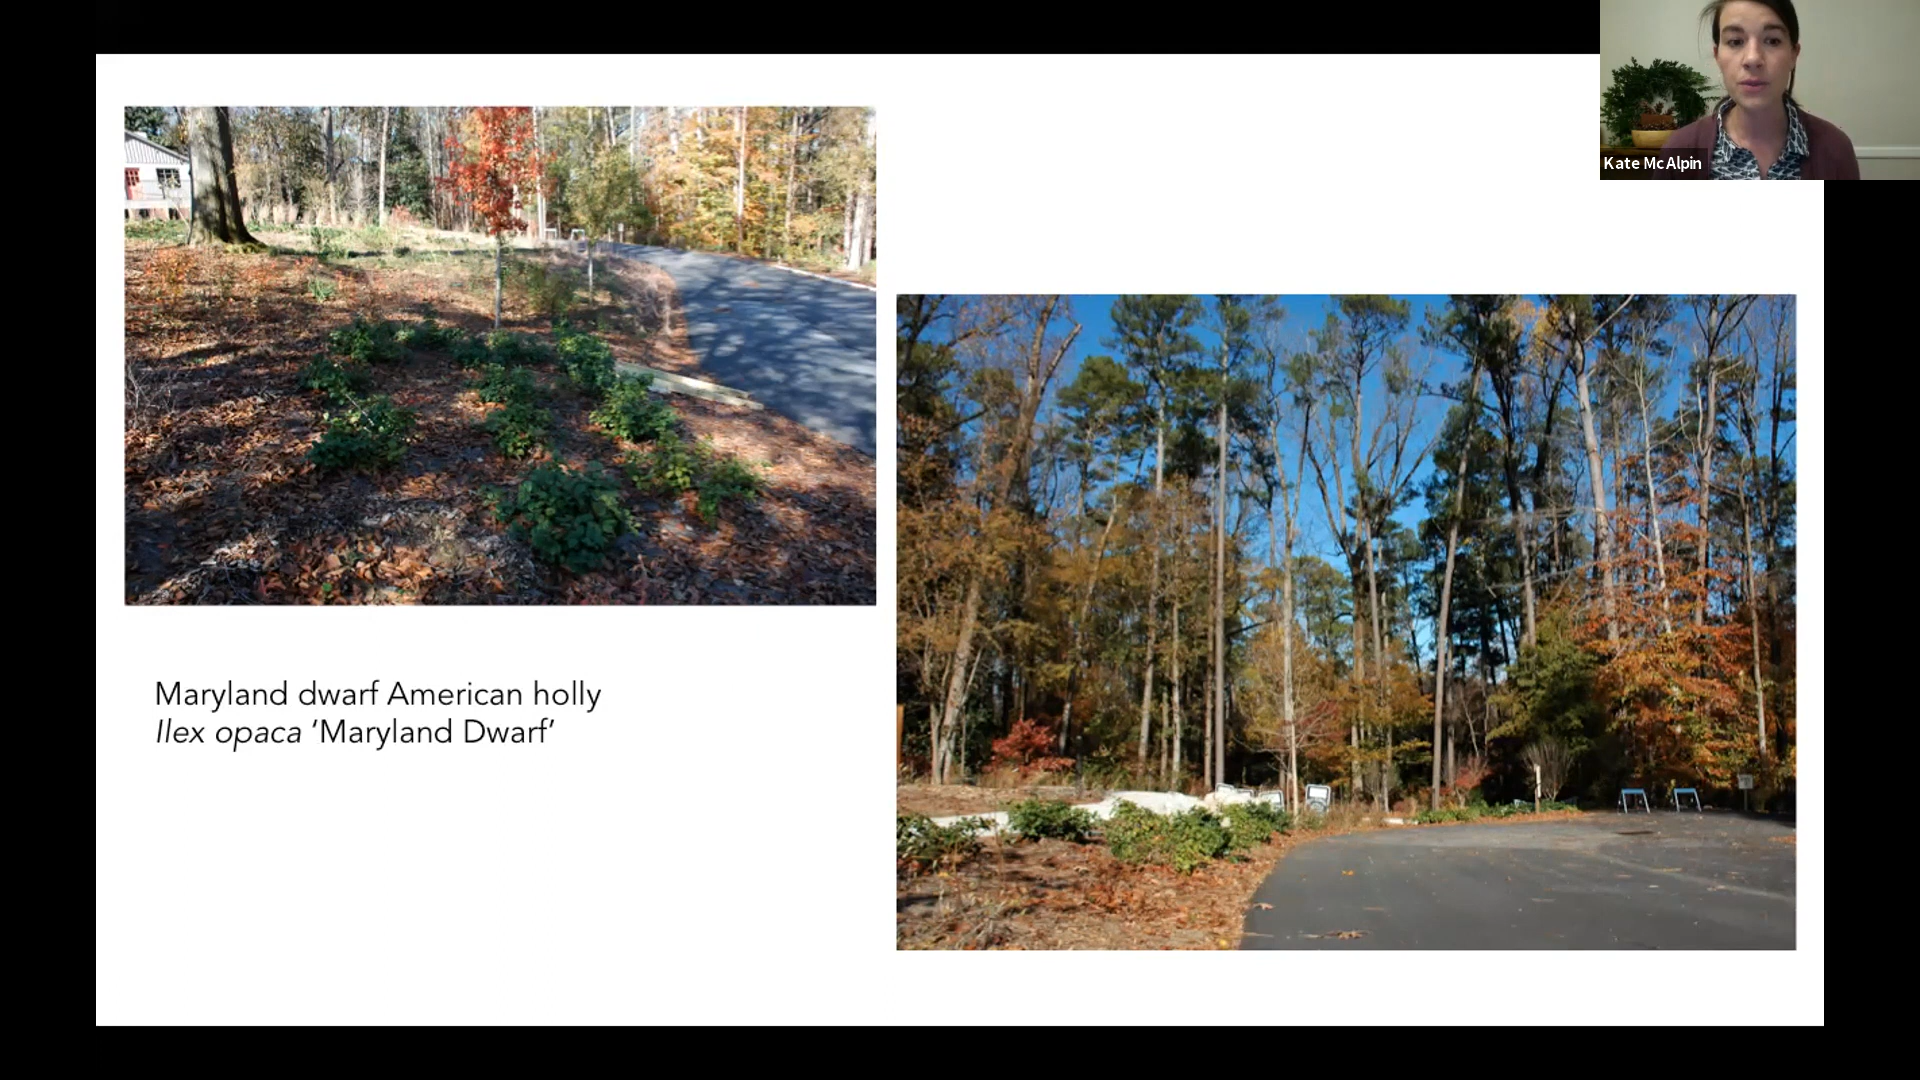 Kate McAlpin
Maryland dwarf American holly
Ilex opaca ‘Maryland Dwarf’